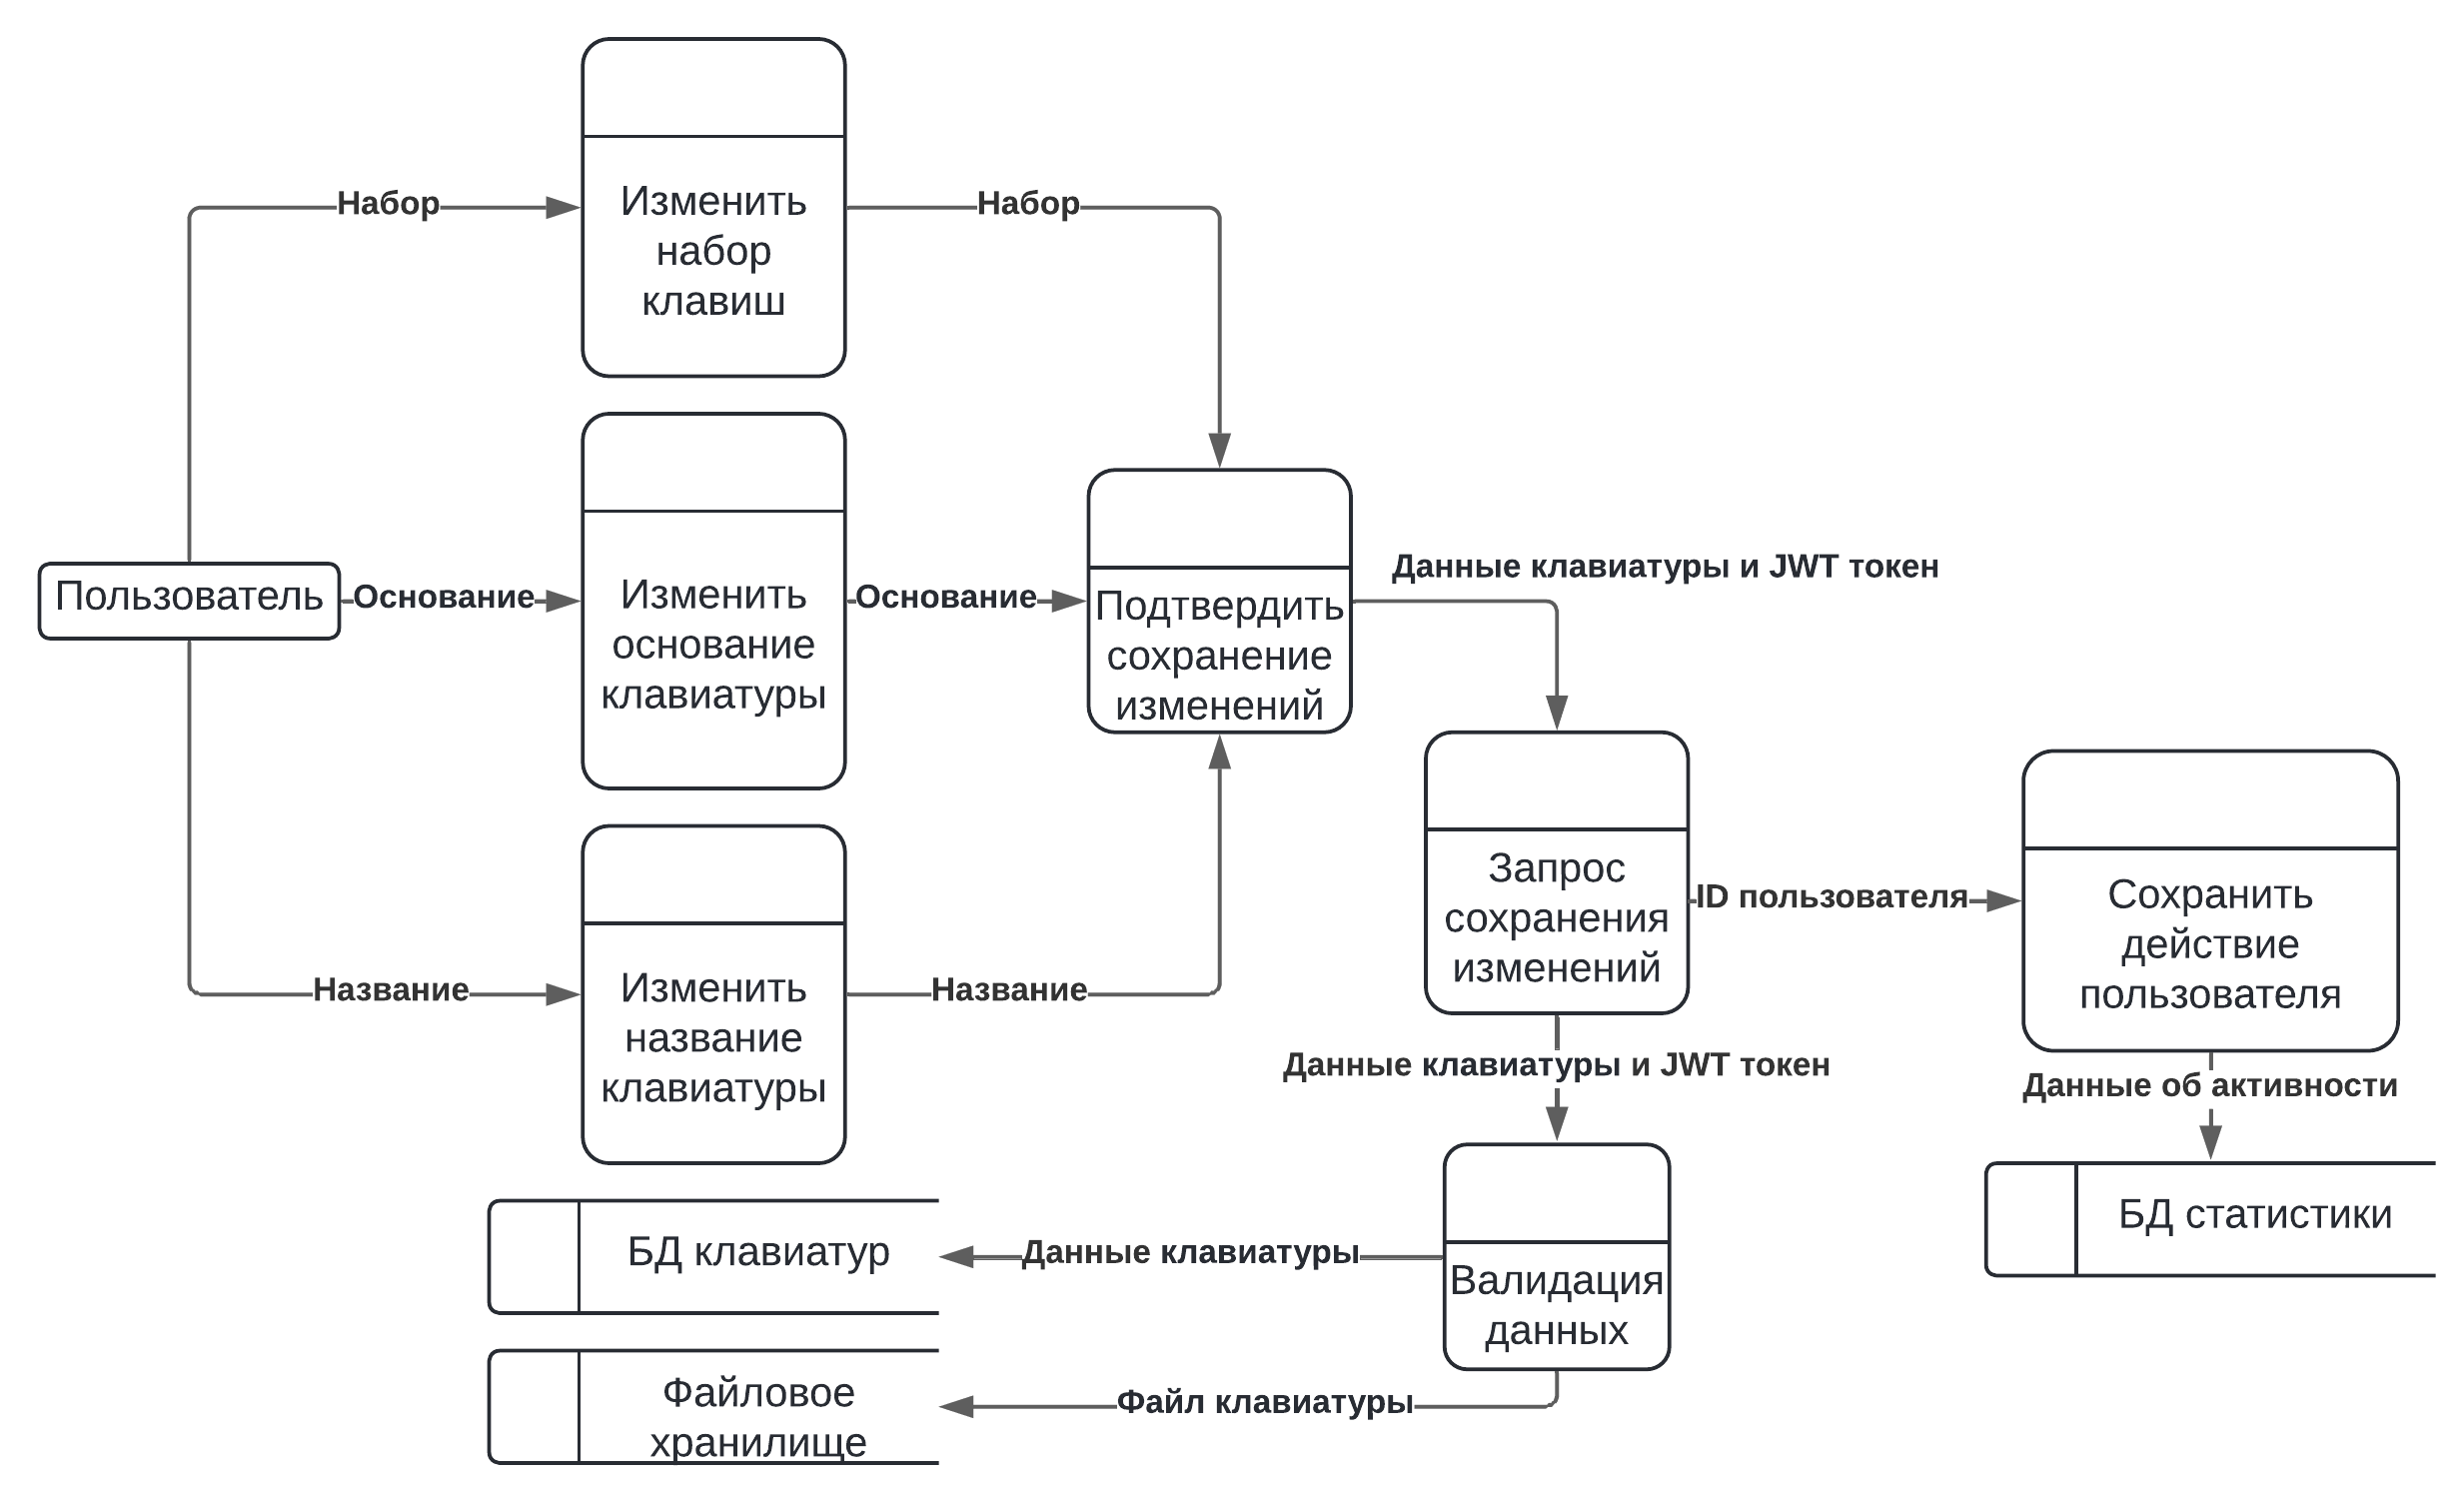 Набор
Изменить
набор
клавиш
Набор
Пользователь
Основание
Изменить
основание
клавиатуры
Основание
Подтвердить
сохранение
изменений
Данные клавиатуры и JWT токен
Название
Изменить
название
клавиатуры
Название
Запрос
сохранения
изменений
ID пользователя
Сохранить
действие
пользователя
Данные клавиатуры и JWT токен
Данные об активности
БД статистики
Валидация
данных
Данные клавиатуры
БД клавиатур
Файл клавиатуры
Файловое
хранилище